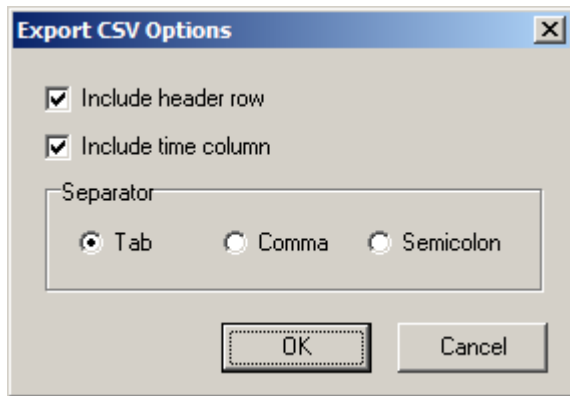 Export CSV Options
Include header row
Include time column
Separator
Tab Comma Semicolon
OK Cancel